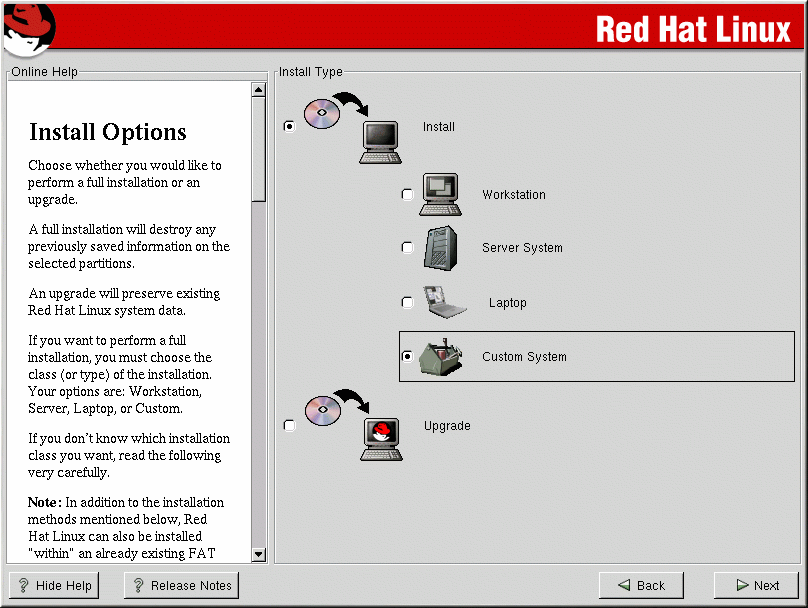 Red Hat Linux
Online Help
Install Options
Choose whether you would like to
perform a full installation or an
upgrade.
A full installation will destroy any
previously saved information on the
selected partitions.
An upgrade will preserve existing
Red Hat Linux system data.
If you want to perform a full
installation, you must choose the
class (or type) of the installation.
Your options are: Workstation,
Server, Laptop, or Custom.
If you don't know which installation
class you want, read the following
very carefully.
Note: In addition to the installation
methods mentioned below, Red
Hat Linux can also be installed
"within" an already existing FAT
Install Type
Install
Workstation
Server System
Laptop
Custom System
Upgrade
Hide Help
Release Notes
Back
Next